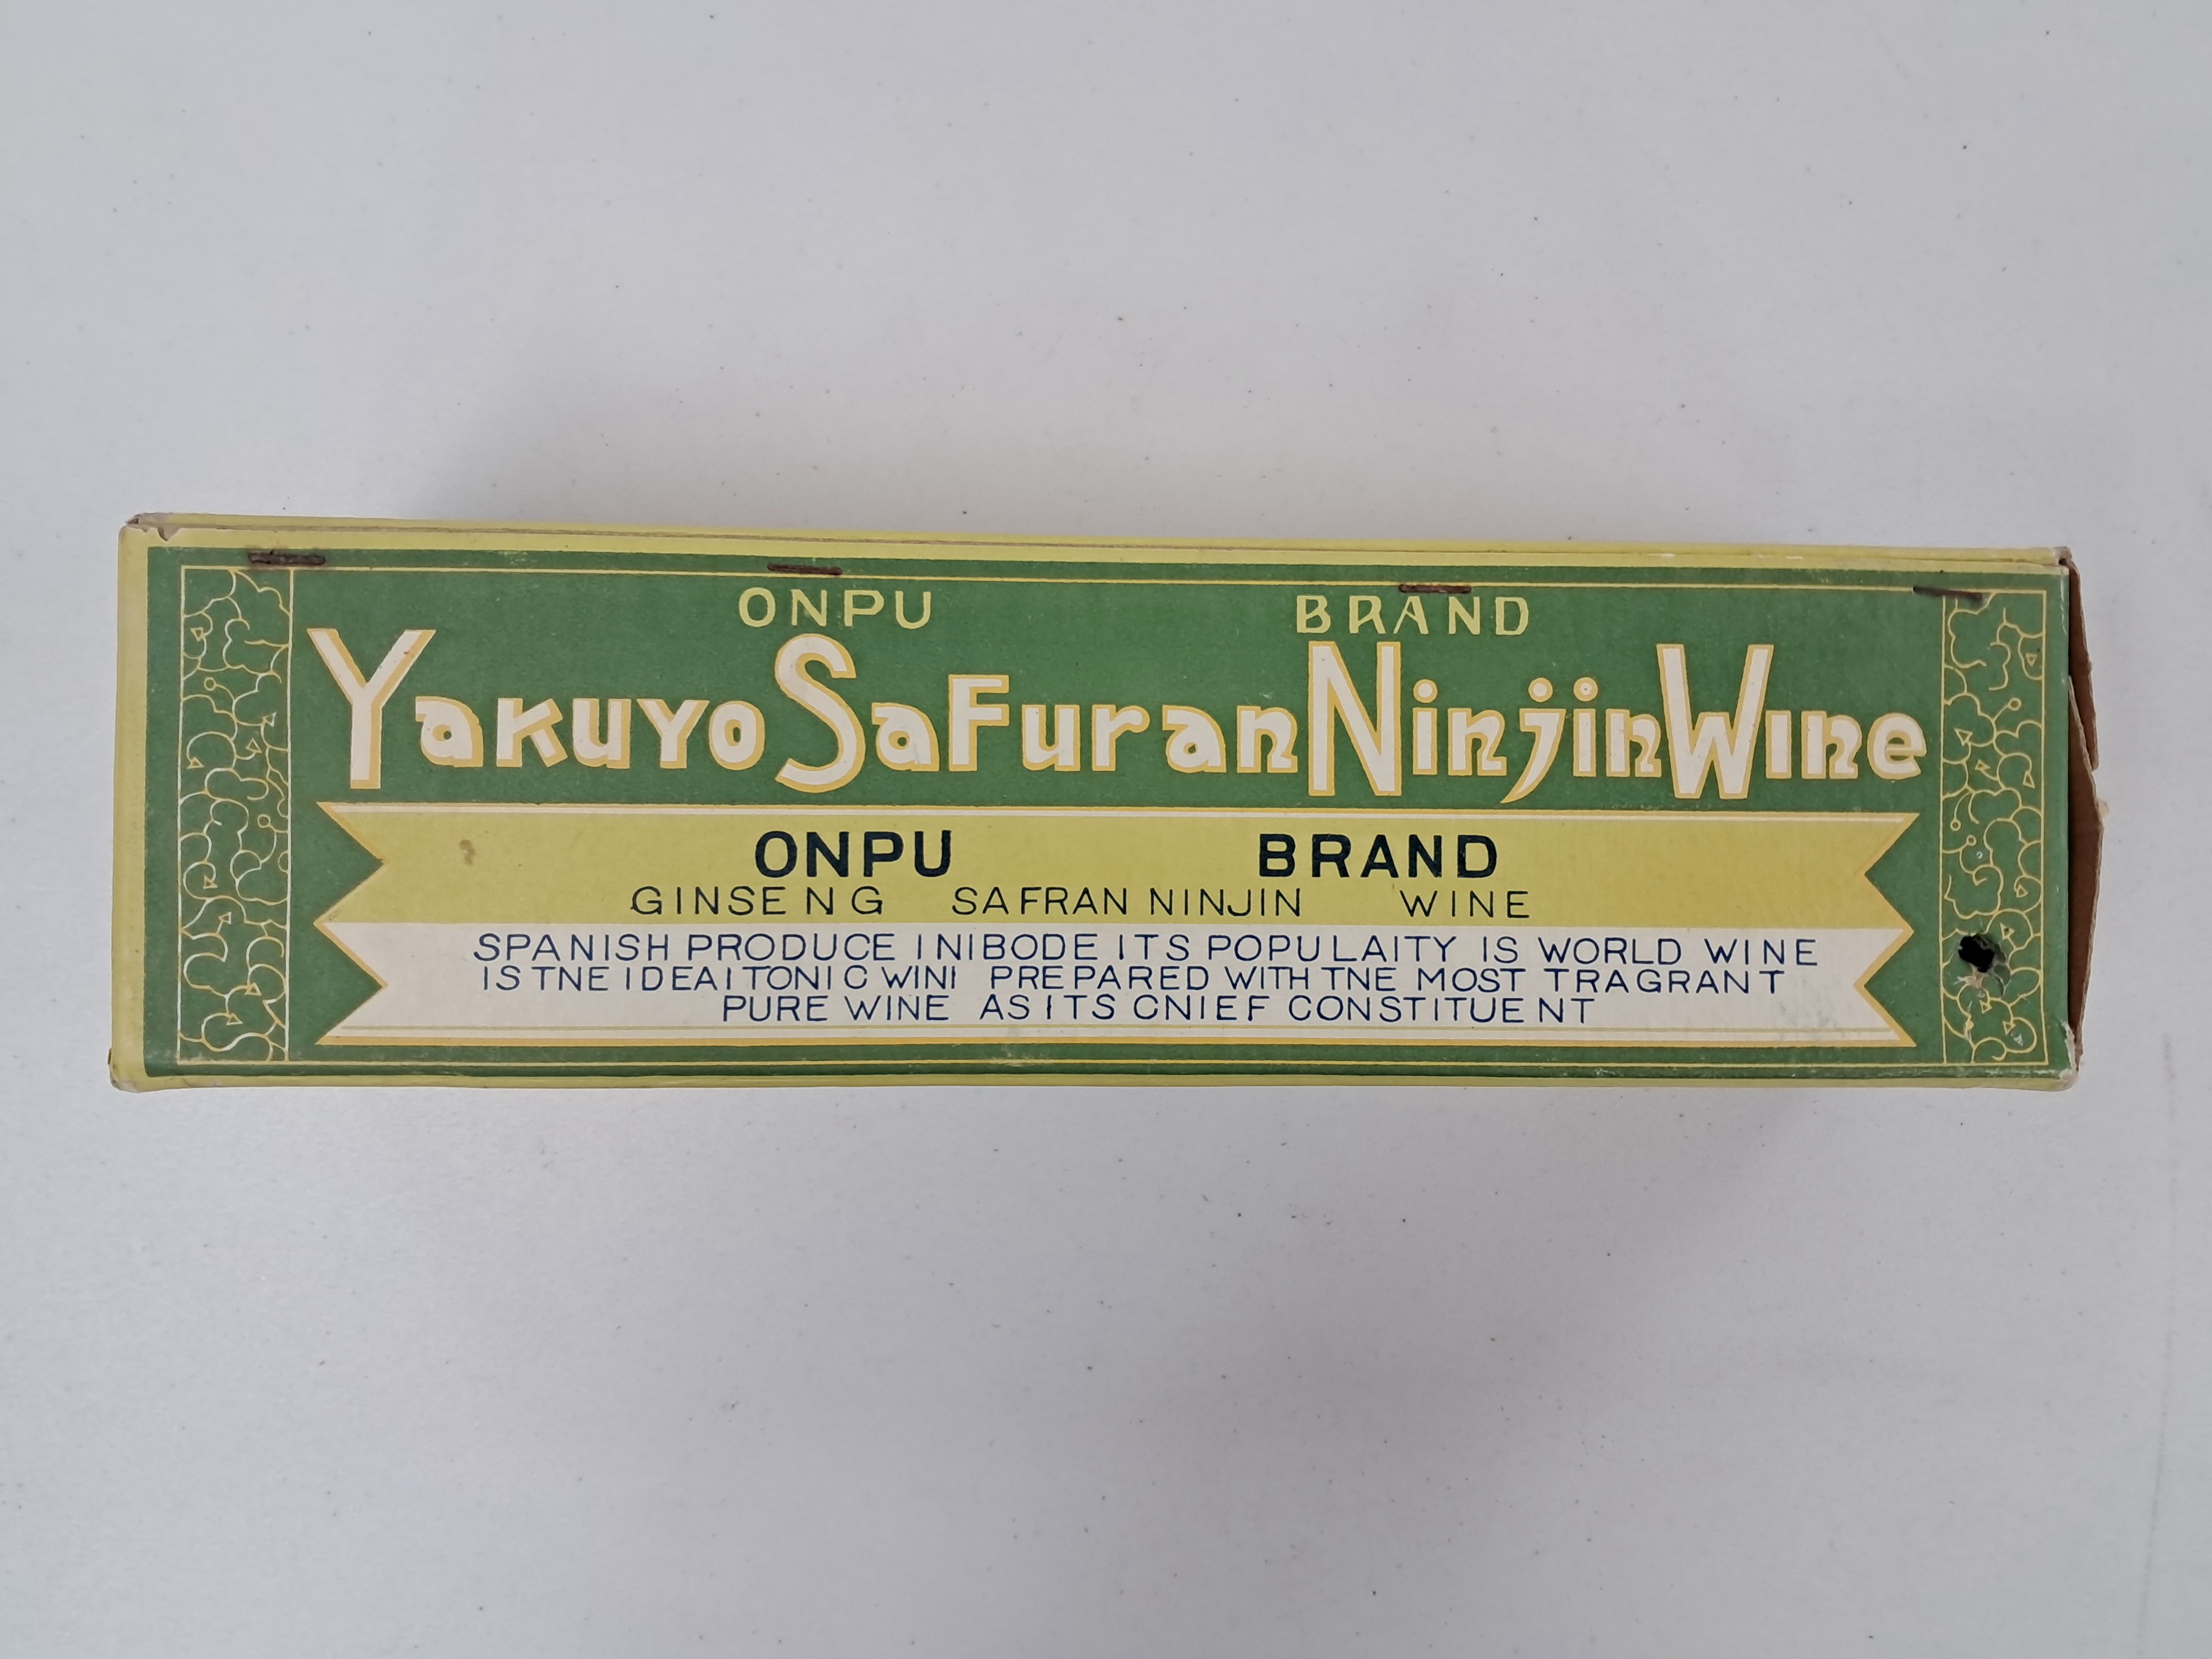 ONPU BRAND
Yakuyo SaFuran Ninjin Wine
ONPU BRAND
GINSENG SAFRAN NINJIN WINE
SPANISH PRODUCE INIBODE ITS POPULAITY IS WORLD WINE
IS TNE IDEAI TONIC WINI PREPARED WITH TNE MOST TRAGRANT
PURE WINE AS ITS CNIEF CONSTITUENT